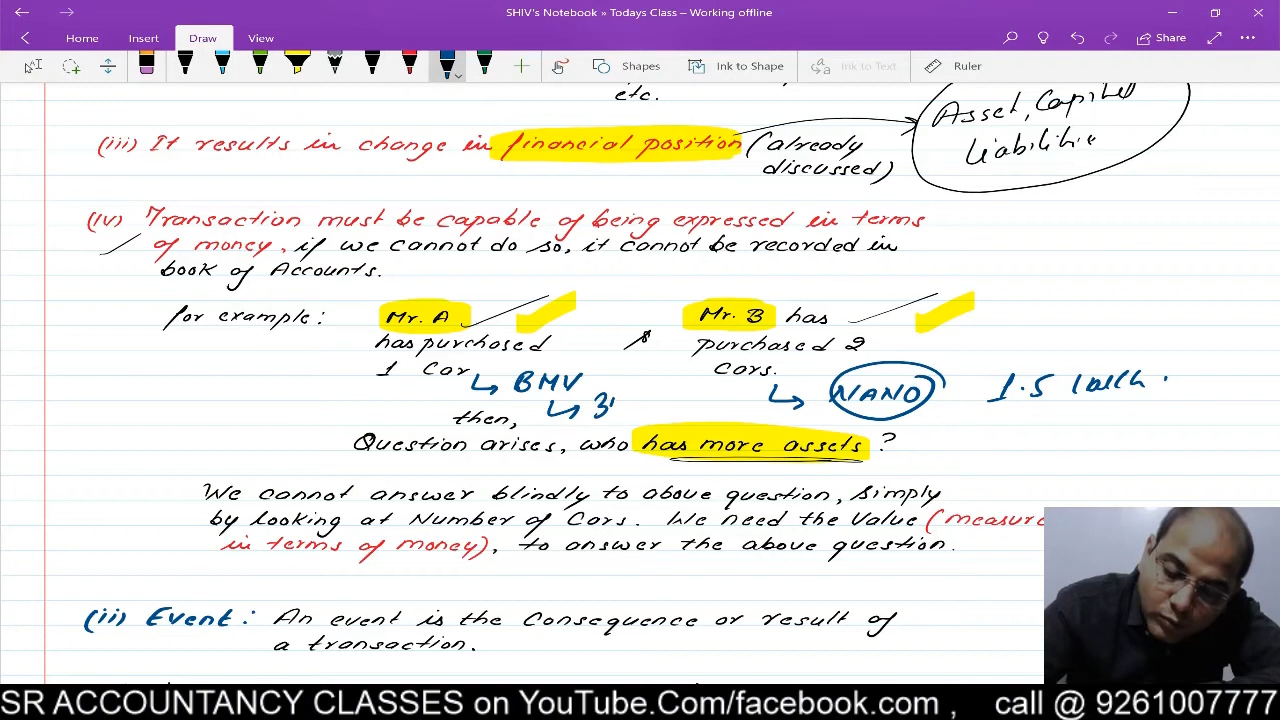 SHIV's Notebook » Todays Class – Working offline
Home Insert Draw View Share
Shapes Ink to Shape Ink to Text Ruler
etc.
Asset, Capital
Liabilitie
(iii) It results in change in financial position (already
discussed)
(iv) Transaction must be capable of being expressed in terms
of money, if we cannot do so, it cannot be recorded in
book of Accounts.
for example: Mr. A Mr. B has
has purchased & purchased 2
1 Car Cars.
BMV NANO 1.5 lakh.
then, 3
Question arises, who has more assets ?
We cannot answer blindly to above question, Simply
by looking at Number of Cars. We need the Value (measura
in terms of money), to answer the above question.
(ii) Event: An event is the Consequence or result of
a transaction.
SR ACCOUNTANCY CLASSES on YouTube.Com/facebook.com , call @ 9261007777